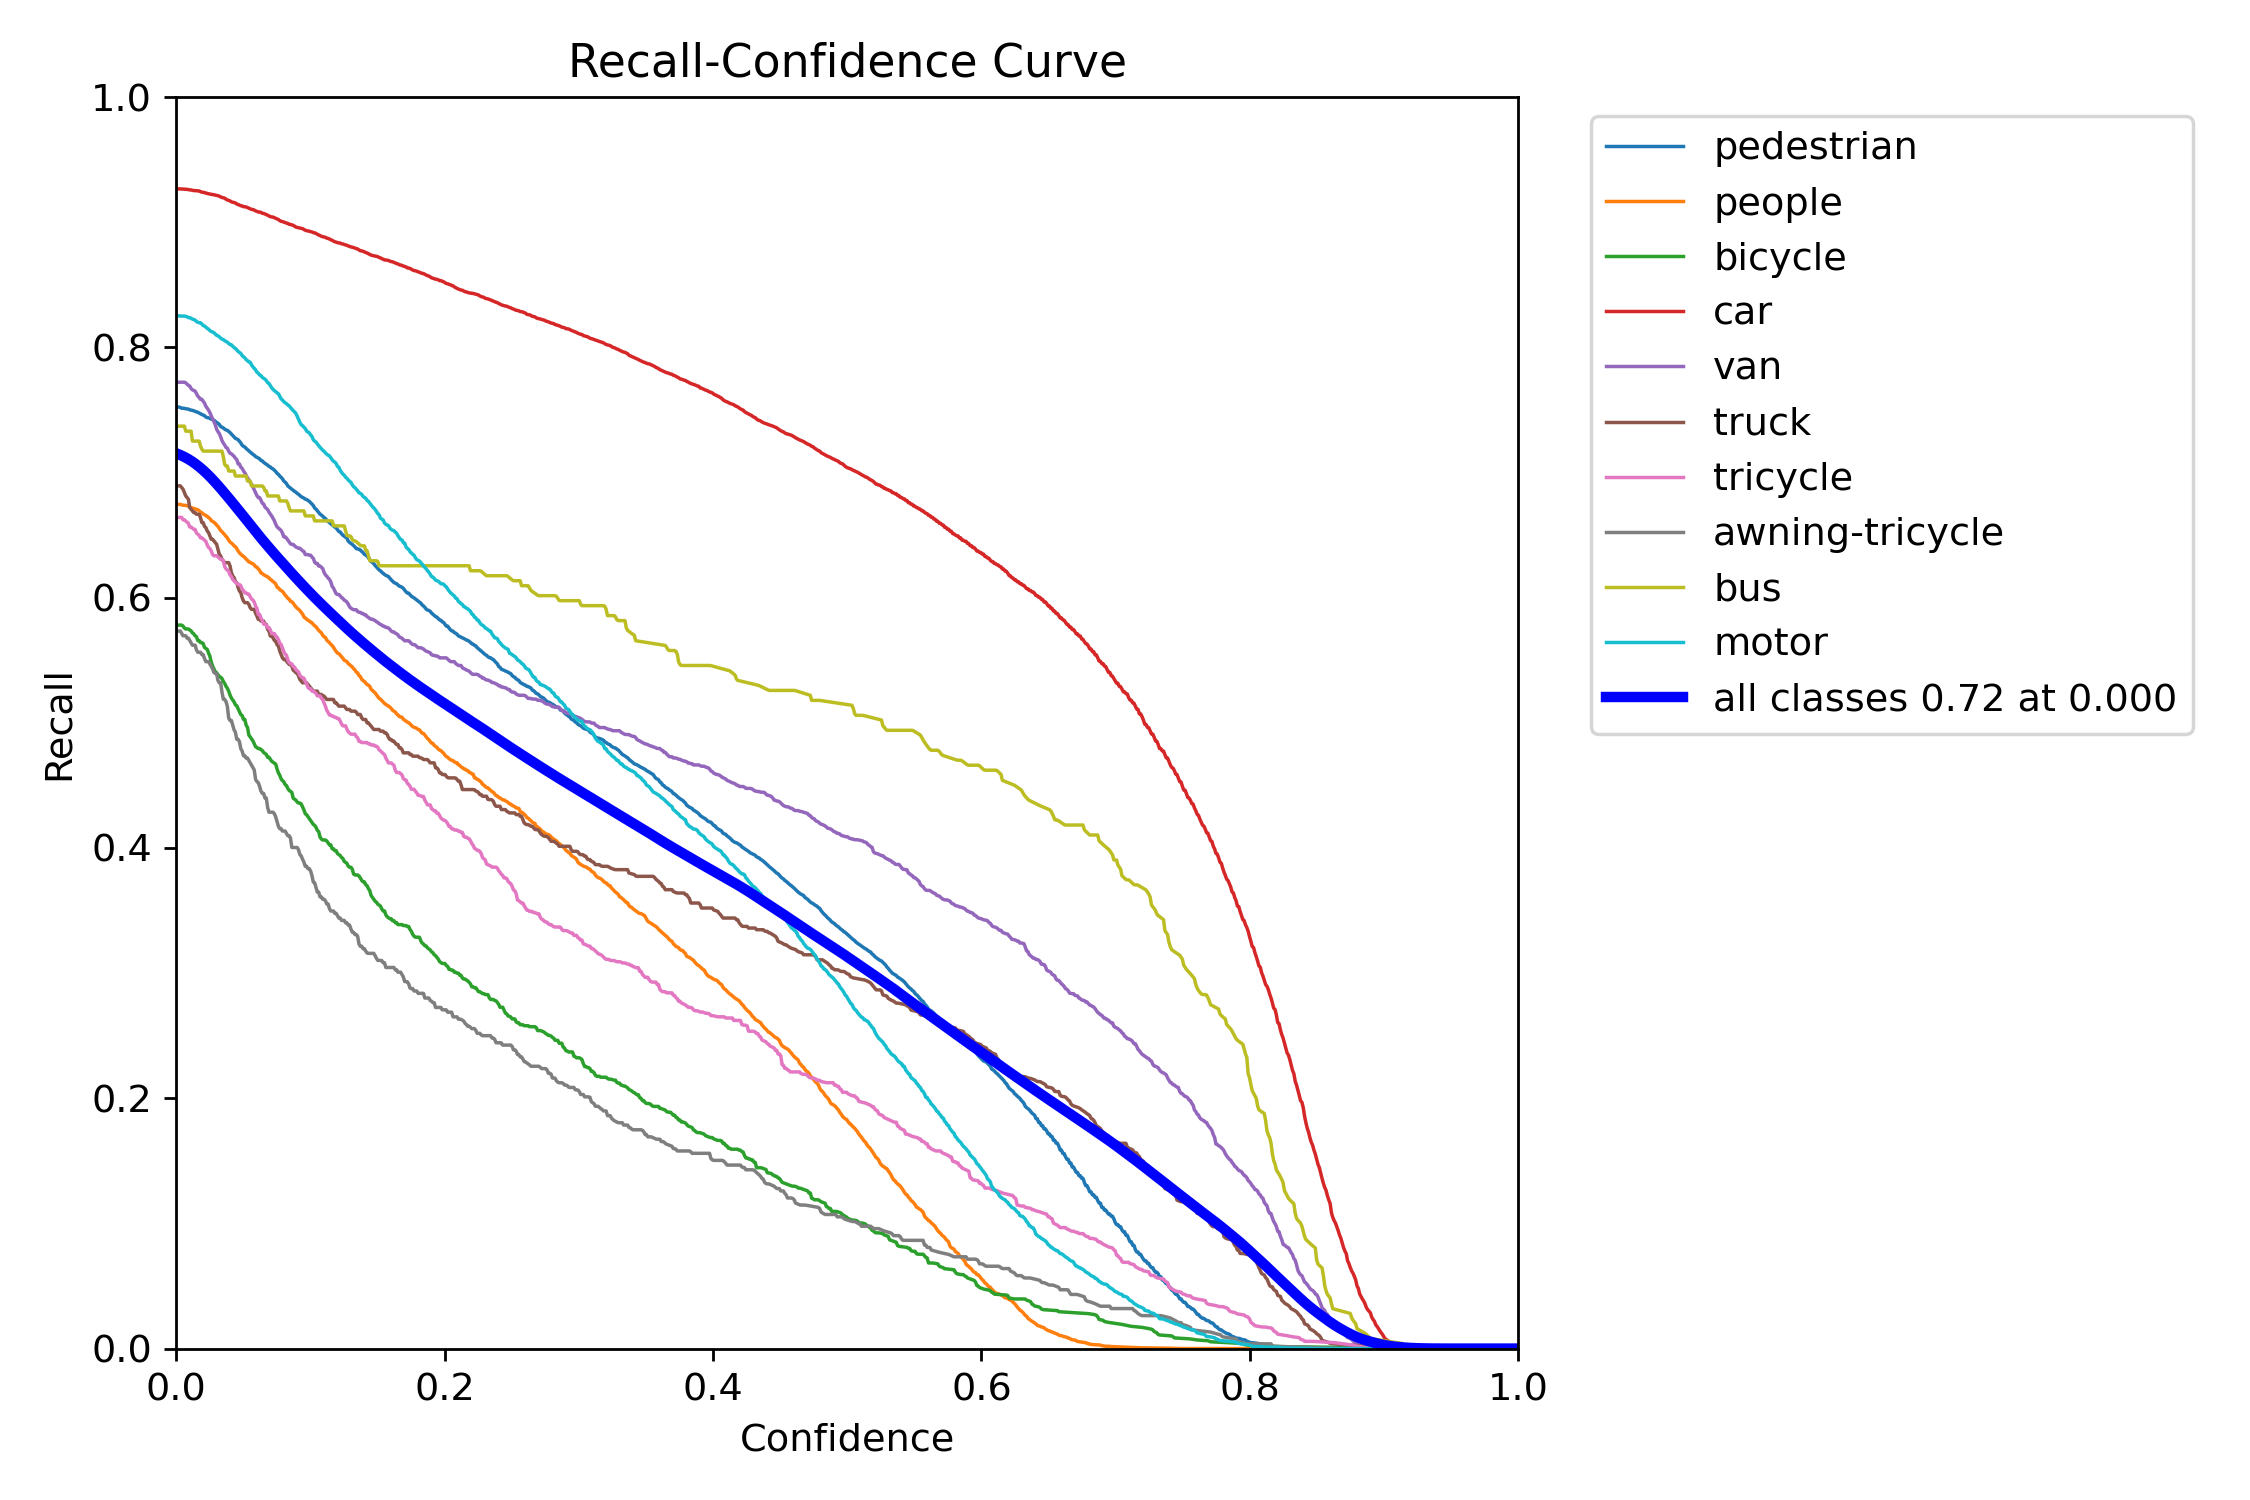 Recall-Confidence Curve
1.0
0.8
0.6
0.4
0.2
0.0
Recall
0.0 0.2 0.4 0.6 0.8 1.0
Confidence
pedestrian
people
bicycle
car
van
truck
tricycle
awning-tricycle
bus
motor
all classes 0.72 at 0.000